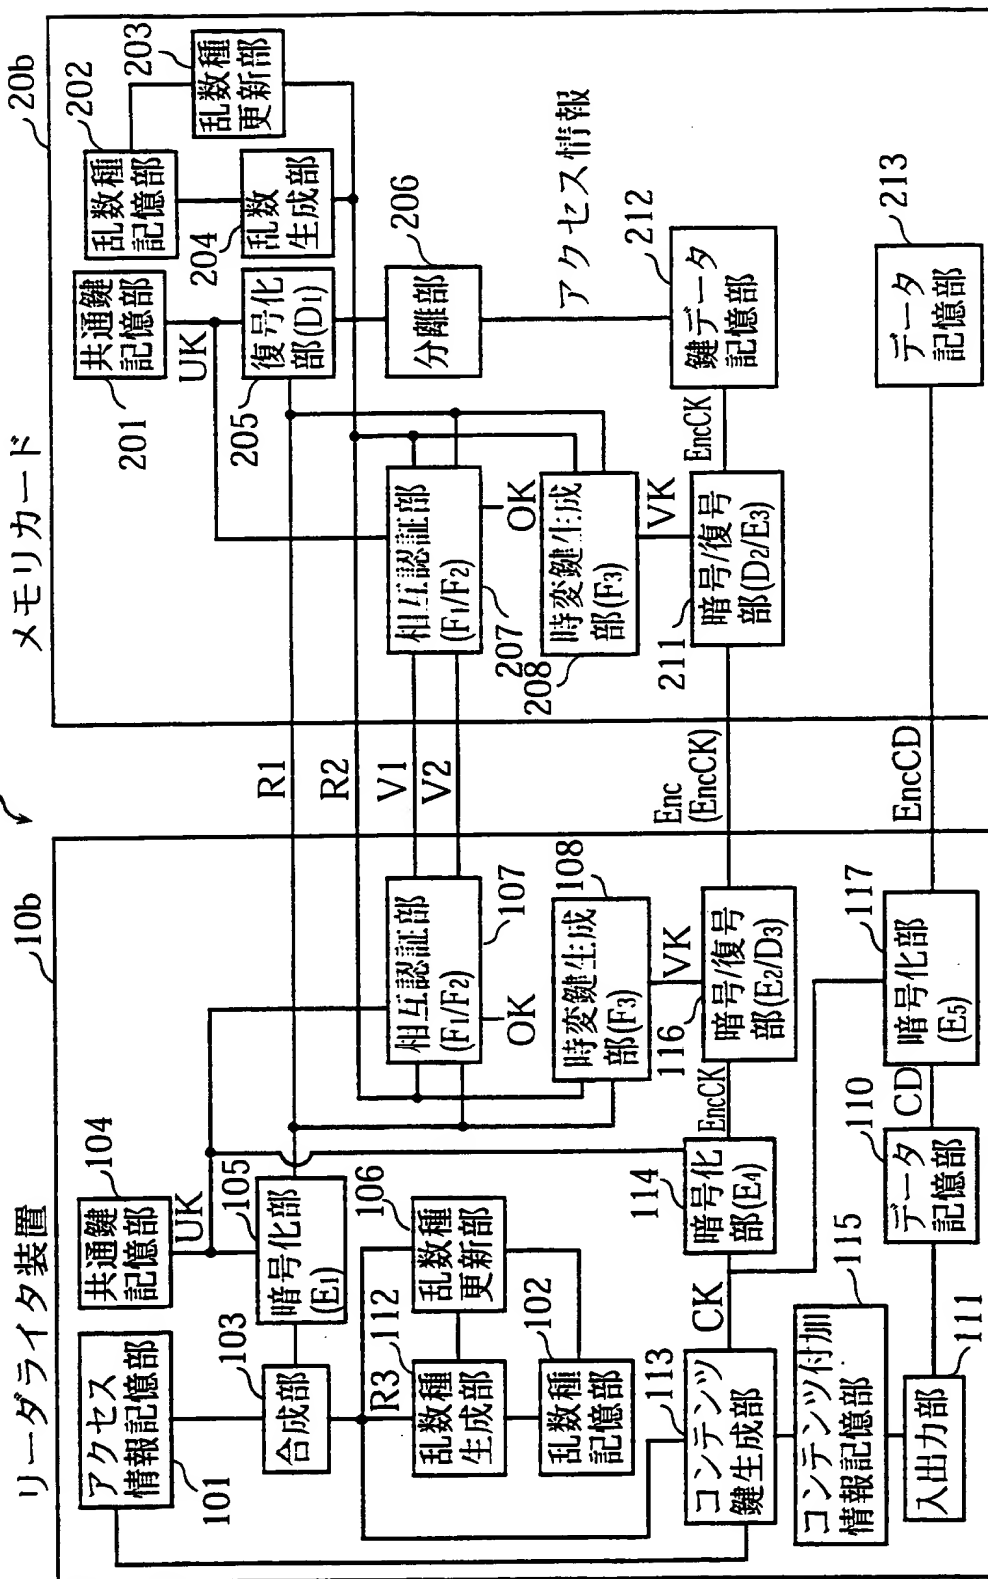 リーダライタ装置
10b
アクセス
情報記憶部
101
共通鍵
記憶部
104
UK
合成部
103
暗号化部
(E1)
105
R3
乱数種
生成部
112
乱数種
更新部
106
乱数種
記憶部
102
相互認証部
(F1/F2)
107
OK
時変鍵生成
部(F3)
108
VK
コンテンツ
鍵生成部
113
CK
暗号化
部(E4)
114
EncCK
暗号/復号
部(E2/D3)
116
コンテンツ付加
情報記憶部
115
入出力部
111
データ
記憶部
110
CD
暗号化部
(E5)
117
R1
R2
V1
V2
Enc
(EncCK)
EncCD
メモリカード
20b
共通鍵
記憶部
201
UK
乱数種
記憶部
202
乱数種
更新部
203
乱数
生成部
204
復号化
部(D1)
205
分離部
206
アクセス情報
相互認証部
(F1/F2)
207
OK
時変鍵生成
部(F3)
208
VK
暗号/復号
部(D2/E3)
211
EncCK
鍵データ
記憶部
212
データ
記憶部
213